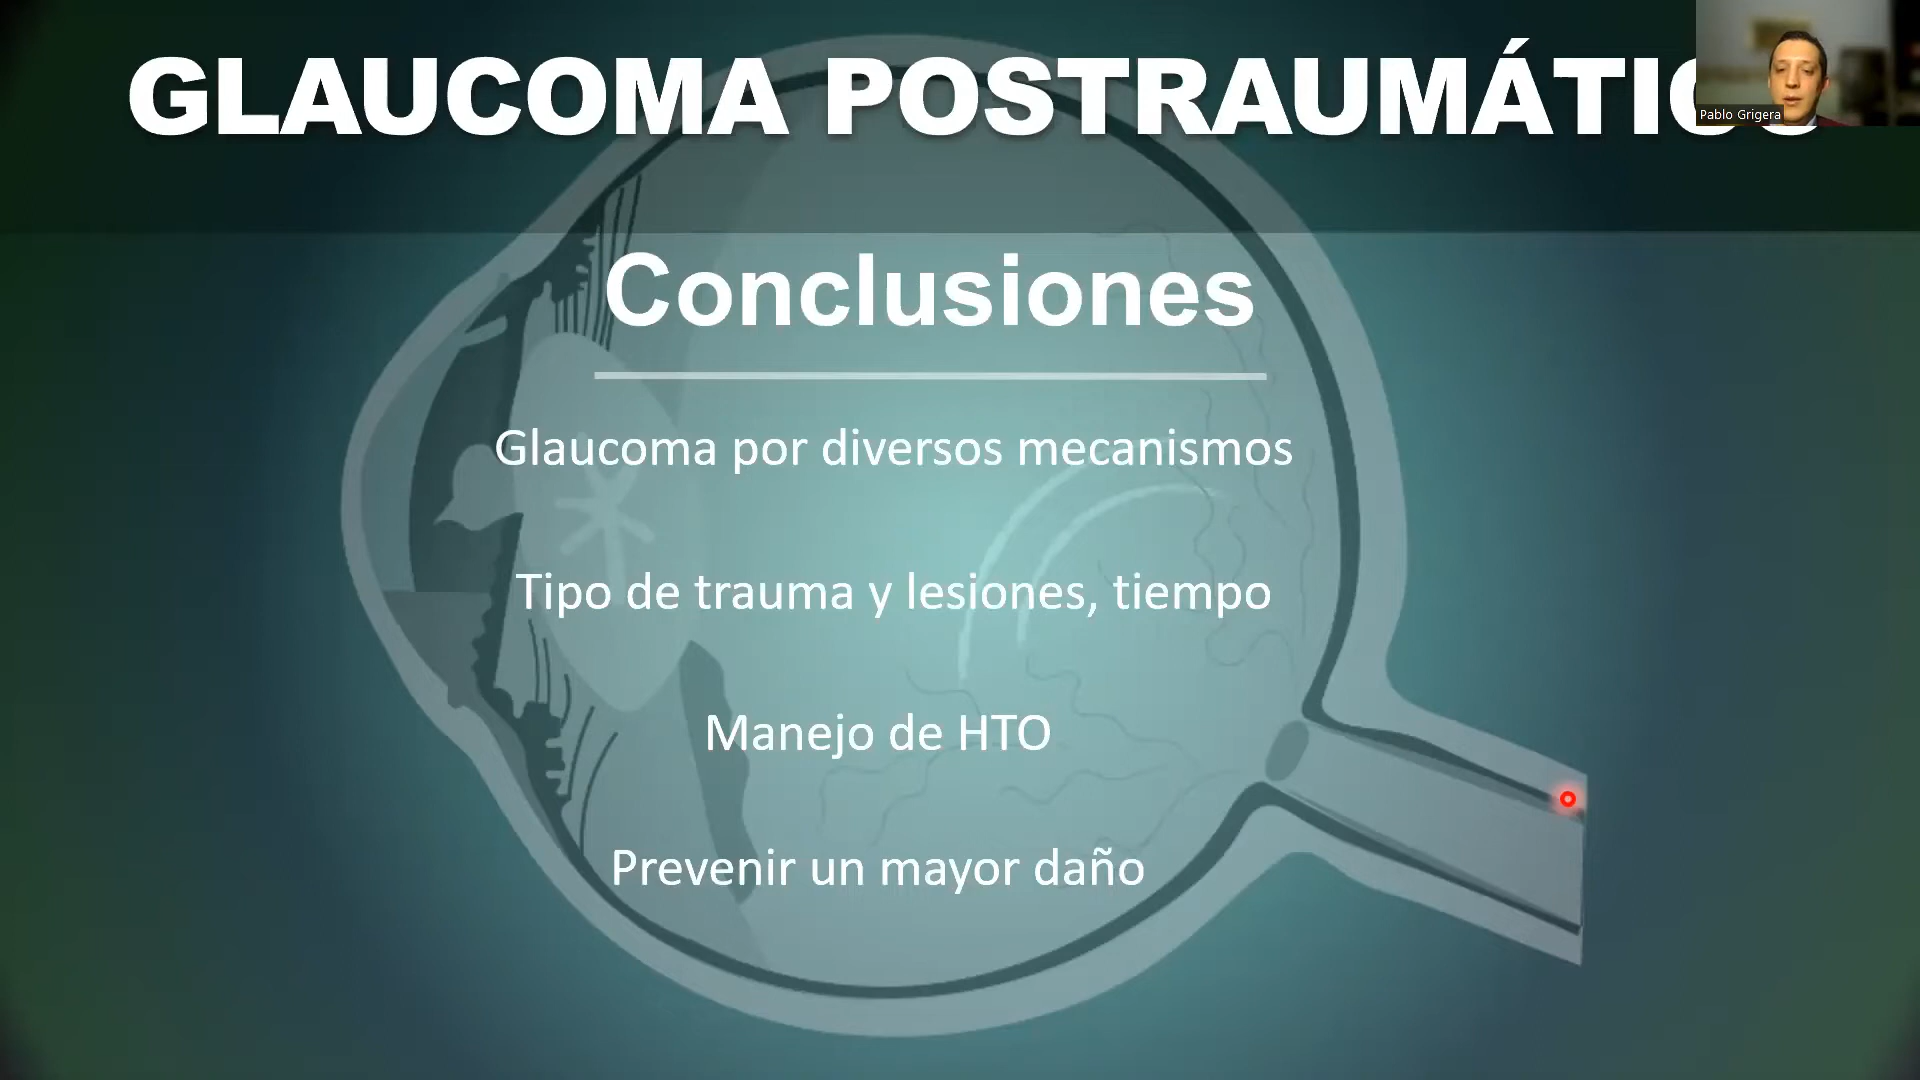 GLAUCOMA POSTRAUMÁTICO
Pablo Grigera
Conclusiones
Glaucoma por diversos mecanismos
Tipo de trauma y lesiones, tiempo
Manejo de HTO
Prevenir un mayor daño